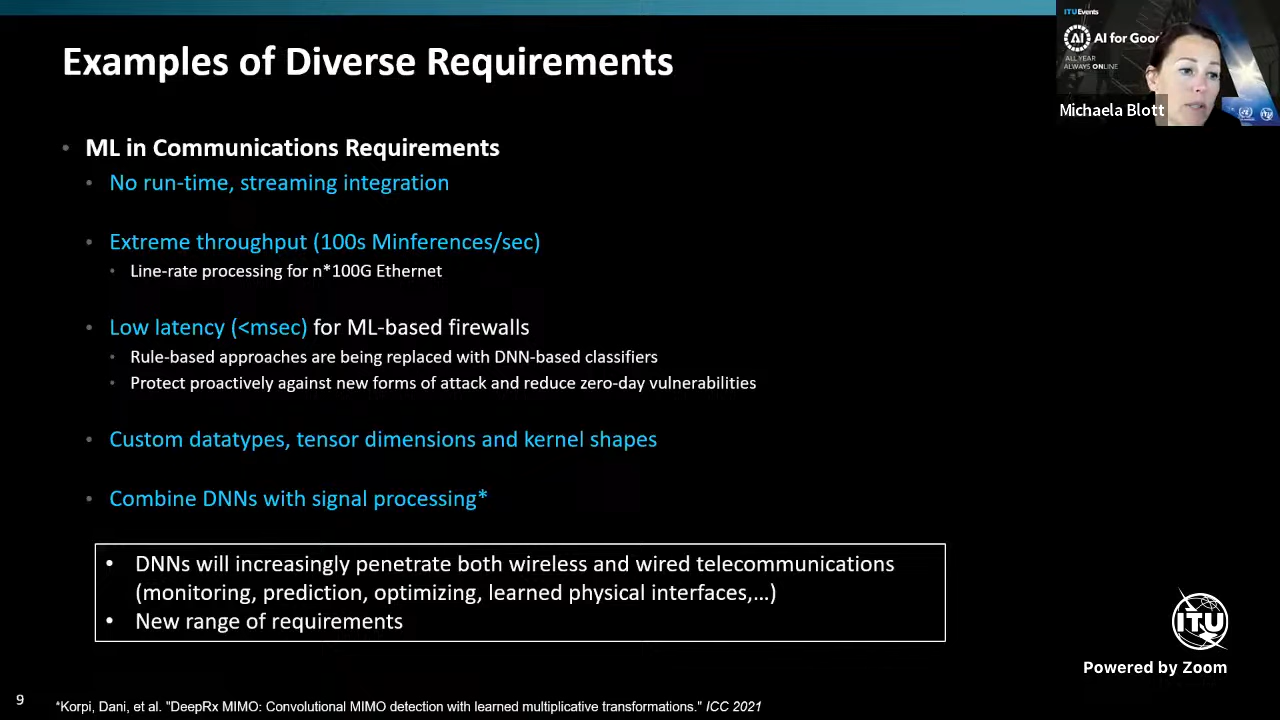 Examples of Diverse Requirements
ML in Communications Requirements
No run-time, streaming integration
Extreme throughput (100s Minferences/sec)
Line-rate processing for n*100G Ethernet
Low latency (<msec) for ML-based firewalls
Rule-based approaches are being replaced with DNN-based classifiers
Protect proactively against new forms of attack and reduce zero-day vulnerabilities
Custom datatypes, tensor dimensions and kernel shapes
Combine DNNs with signal processing*
DNNs will increasingly penetrate both wireless and wired telecommunications
(monitoring, prediction, optimizing, learned physical interfaces,…)
New range of requirements
9
*Korpi, Dani, et al. "DeepRx MIMO: Convolutional MIMO detection with learned multiplicative transformations." ICC 2021
ITUEvents
AI
AI for Good
ALL YEAR
ALWAYS ONLINE
Michaela Blott
ITU
Powered by Zoom